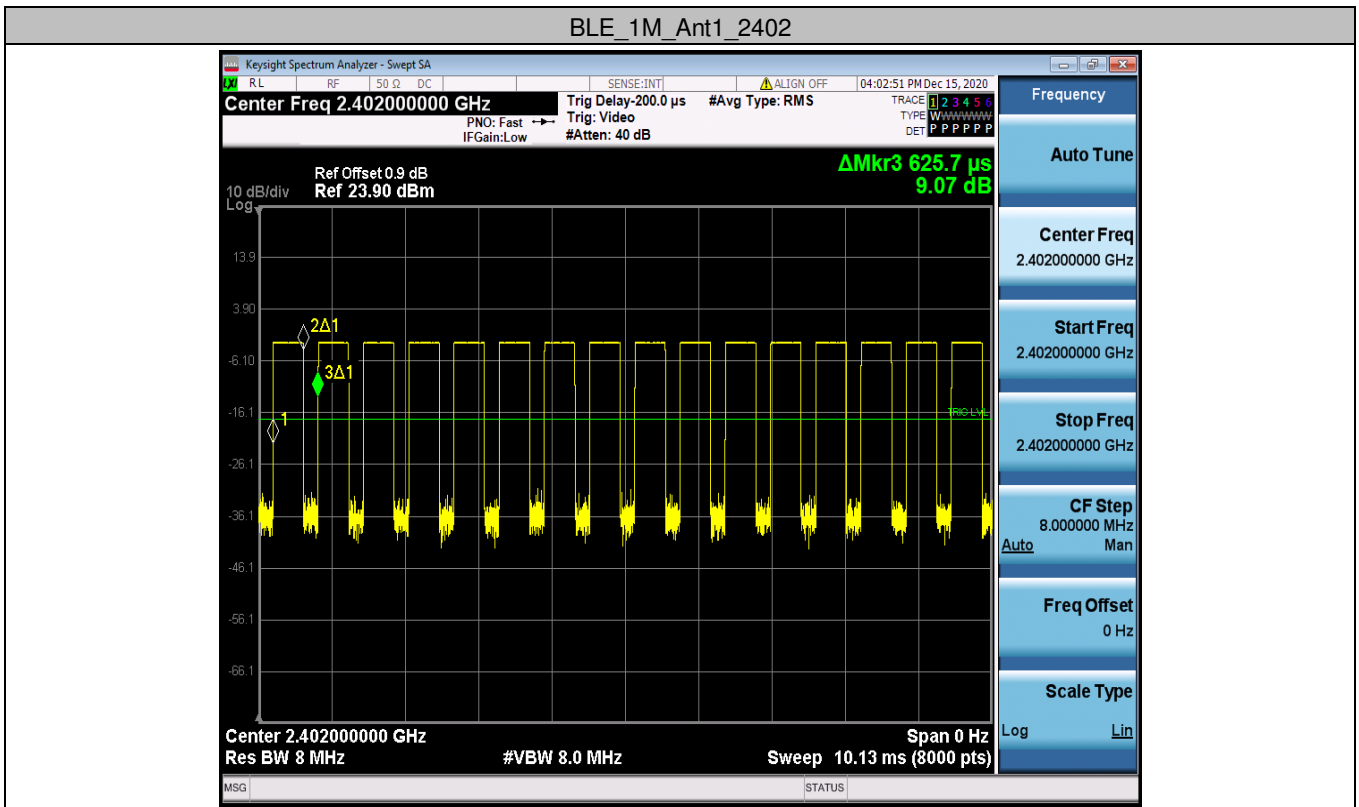 BLE_1M_Ant1_2402
Keysight Spectrum Analyzer - Swept SA
LXI RL RF 50 Ω DC SENSE:INT ALIGN OFF 04:02:51 PM Dec 15, 2020
Center Freq 2.402000000 GHz
PNO: Fast
IFGain:Low
Trig Delay-200.0 µs
Trig: Video
#Atten: 40 dB
#Avg Type: RMS
TRACE 1 2 3 4 5 6
TYPE WWWWWW
DET P P P P P P
ΔMkr3 625.7 µs
9.07 dB
Ref Offset 0.9 dB
10 dB/div Ref 23.90 dBm
Log
13.9
3.90
-6.10
-16.1
-26.1
-36.1
-46.1
-56.1
-66.1
2Δ1
3Δ1
1
TRIG LVL
Center 2.402000000 GHz Span 0 Hz
Res BW 8 MHz #VBW 8.0 MHz Sweep 10.13 ms (8000 pts)
MSG STATUS
Frequency
Auto Tune
Center Freq
2.402000000 GHz
Start Freq
2.402000000 GHz
Stop Freq
2.402000000 GHz
CF Step
8.000000 MHz
Auto Man
Freq Offset
0 Hz
Scale Type
Log Lin